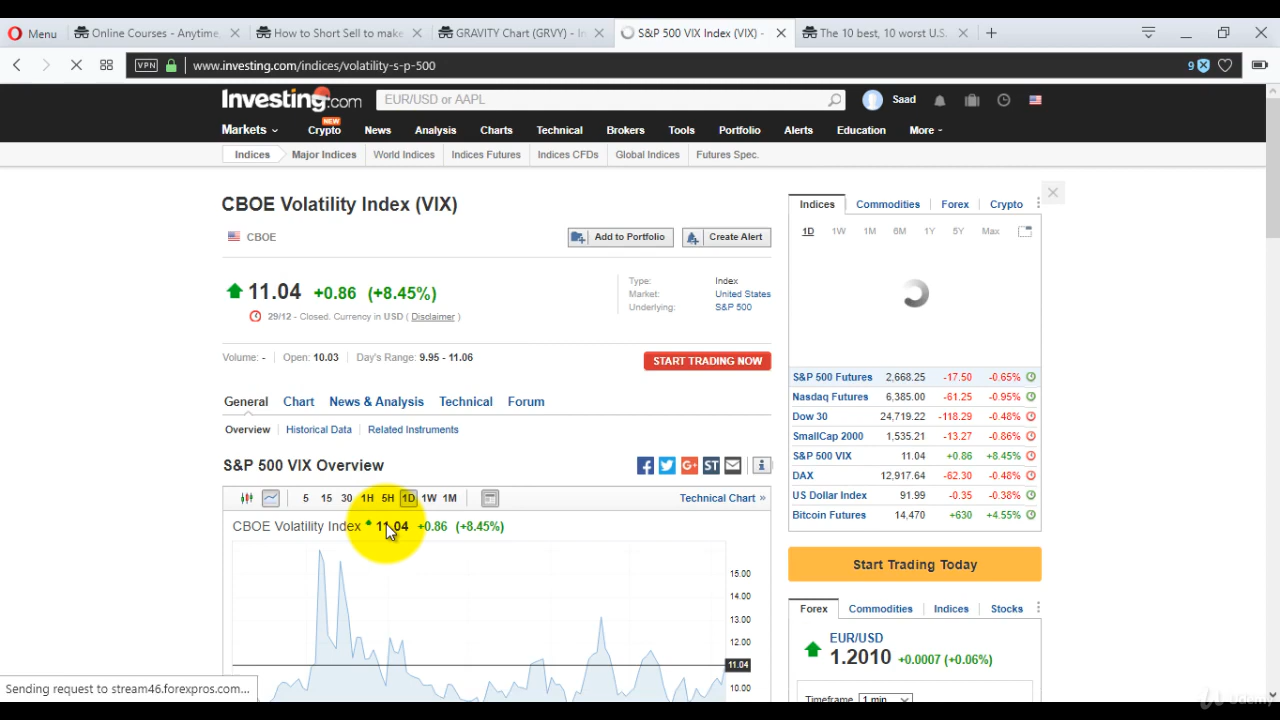 Menu
Online Courses - Anytime,
How to Short Sell to make
GRAVITY Chart (GRVY) - In
S&P 500 VIX Index (VIX) -
The 10 best, 10 worst U.S.
VPN www.investing.com/indices/volatility-s-p-500 9
Investing.com EUR/USD or AAPL Saad
NEW
Markets Crypto News Analysis Charts Technical Brokers Tools Portfolio Alerts Education More
Indices Major Indices World Indices Indices Futures Indices CFDs Global Indices Futures Spec.
CBOE Volatility Index (VIX)
CBOE Add to Portfolio Create Alert
11.04 +0.86 (+8.45%)
29/12 - Closed. Currency in USD ( Disclaimer )
Type: Index
Market: United States
Underlying: S&P 500
Volume: - Open: 10.03 Day's Range: 9.95 - 11.06
START TRADING NOW
General Chart News & Analysis Technical Forum
Overview Historical Data Related Instruments
S&P 500 VIX Overview
ST
5 15 30 1H 5H 1D 1W 1M Technical Chart »
CBOE Volatility Index 11.04 +0.86 (+8.45%)
15.00
14.00
13.00
12.00
11.04
10.00
Indices Commodities Forex Crypto
1D 1W 1M 6M 1Y 5Y Max
S&P 500 Futures 2,668.25 -17.50 -0.65%
Nasdaq Futures 6,385.00 -61.25 -0.95%
Dow 30 24,719.22 -118.29 -0.48%
SmallCap 2000 1,535.21 -13.27 -0.86%
S&P 500 VIX 11.04 +0.86 +8.45%
DAX 12,917.64 -62.30 -0.48%
US Dollar Index 91.99 -0.35 -0.38%
Bitcoin Futures 14,470 +630 +4.55%
Start Trading Today
Forex Commodities Indices Stocks
EUR/USD
1.2010 +0.0007 (+0.06%)
Timeframe 1 min
Sending request to stream46.forexpros.com...
Udemy